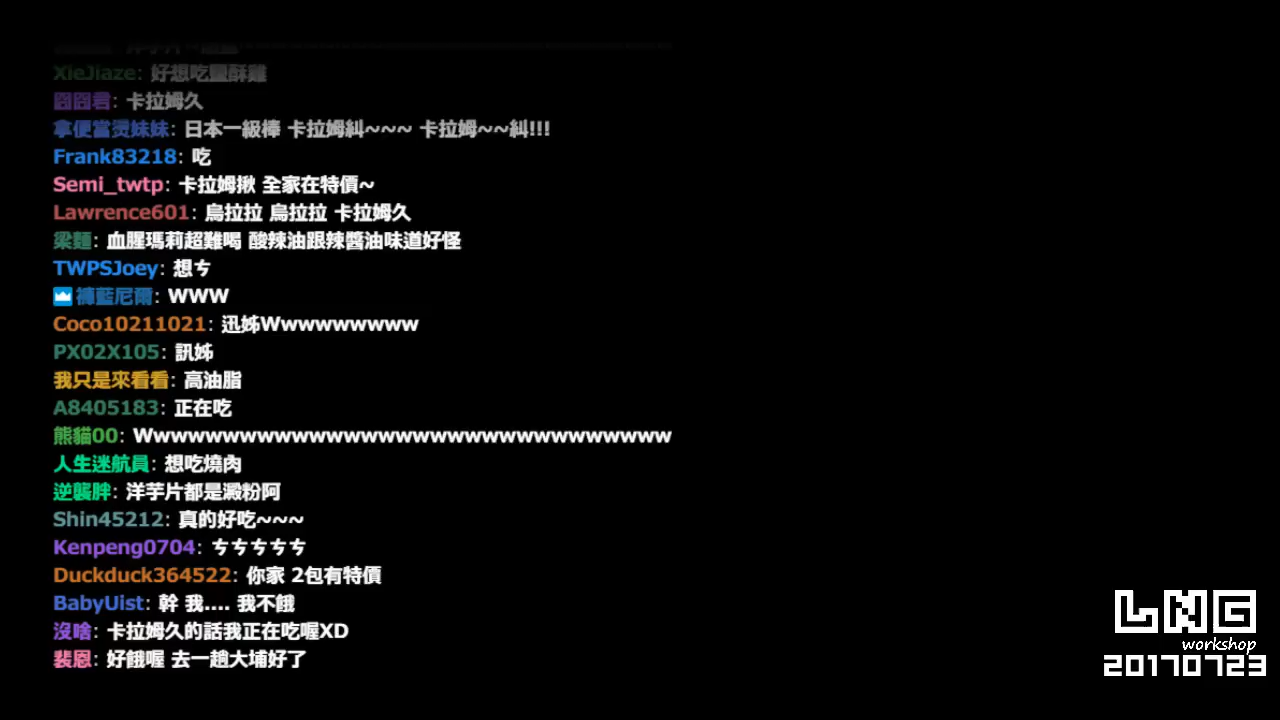 XieJiaze: 好想吃鹽酥雞
囧囧君: 卡拉姆久
拿便當燙妹妹: 日本一級棒 卡拉姆糾~~~ 卡拉姆~~糾!!!
Frank83218: 吃
Semi_twtp: 卡拉姆揪 全家在特價~
Lawrence601: 烏拉拉 烏拉拉 卡拉姆久
梁麵: 血腥瑪莉超難喝 酸辣油跟辣醬油味道好怪
TWPSJoey: 想ㄘ
褲藍尼爾: WWW
Coco10211021: 迅姊Wwwwwwwww
PX02X105: 訊姊
我只是來看看: 高油脂
A8405183: 正在吃
熊貓00: Wwwwwwwwwwwwwwwwwwwwwwwwwwwwwww
人生迷航員: 想吃燒肉
逆襲胖: 洋芋片都是澱粉阿
Shin45212: 真的好吃~~~
Kenpeng0704: ㄘㄘㄘㄘㄘ
Duckduck364522: 你家 2包有特價
BabyUist: 幹 我.... 我不餓
沒啥: 卡拉姆久的話我正在吃喔XD
裴恩: 好餓喔 去一趟大埔好了
LNG
workshop
20170723